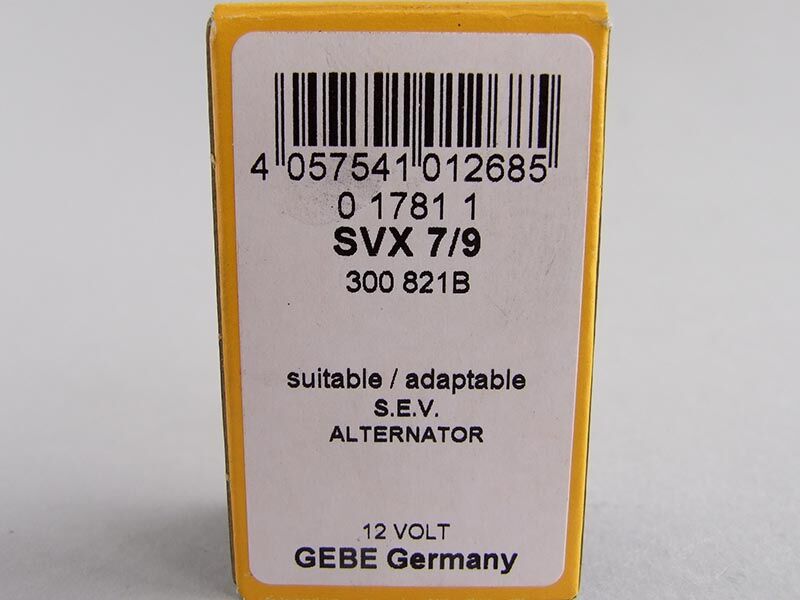 4 057541 012685
0 1781 1
SVX 7/9
300 821B
suitable / adaptable
S.E.V.
ALTERNATOR
12 VOLT
GEBE Germany